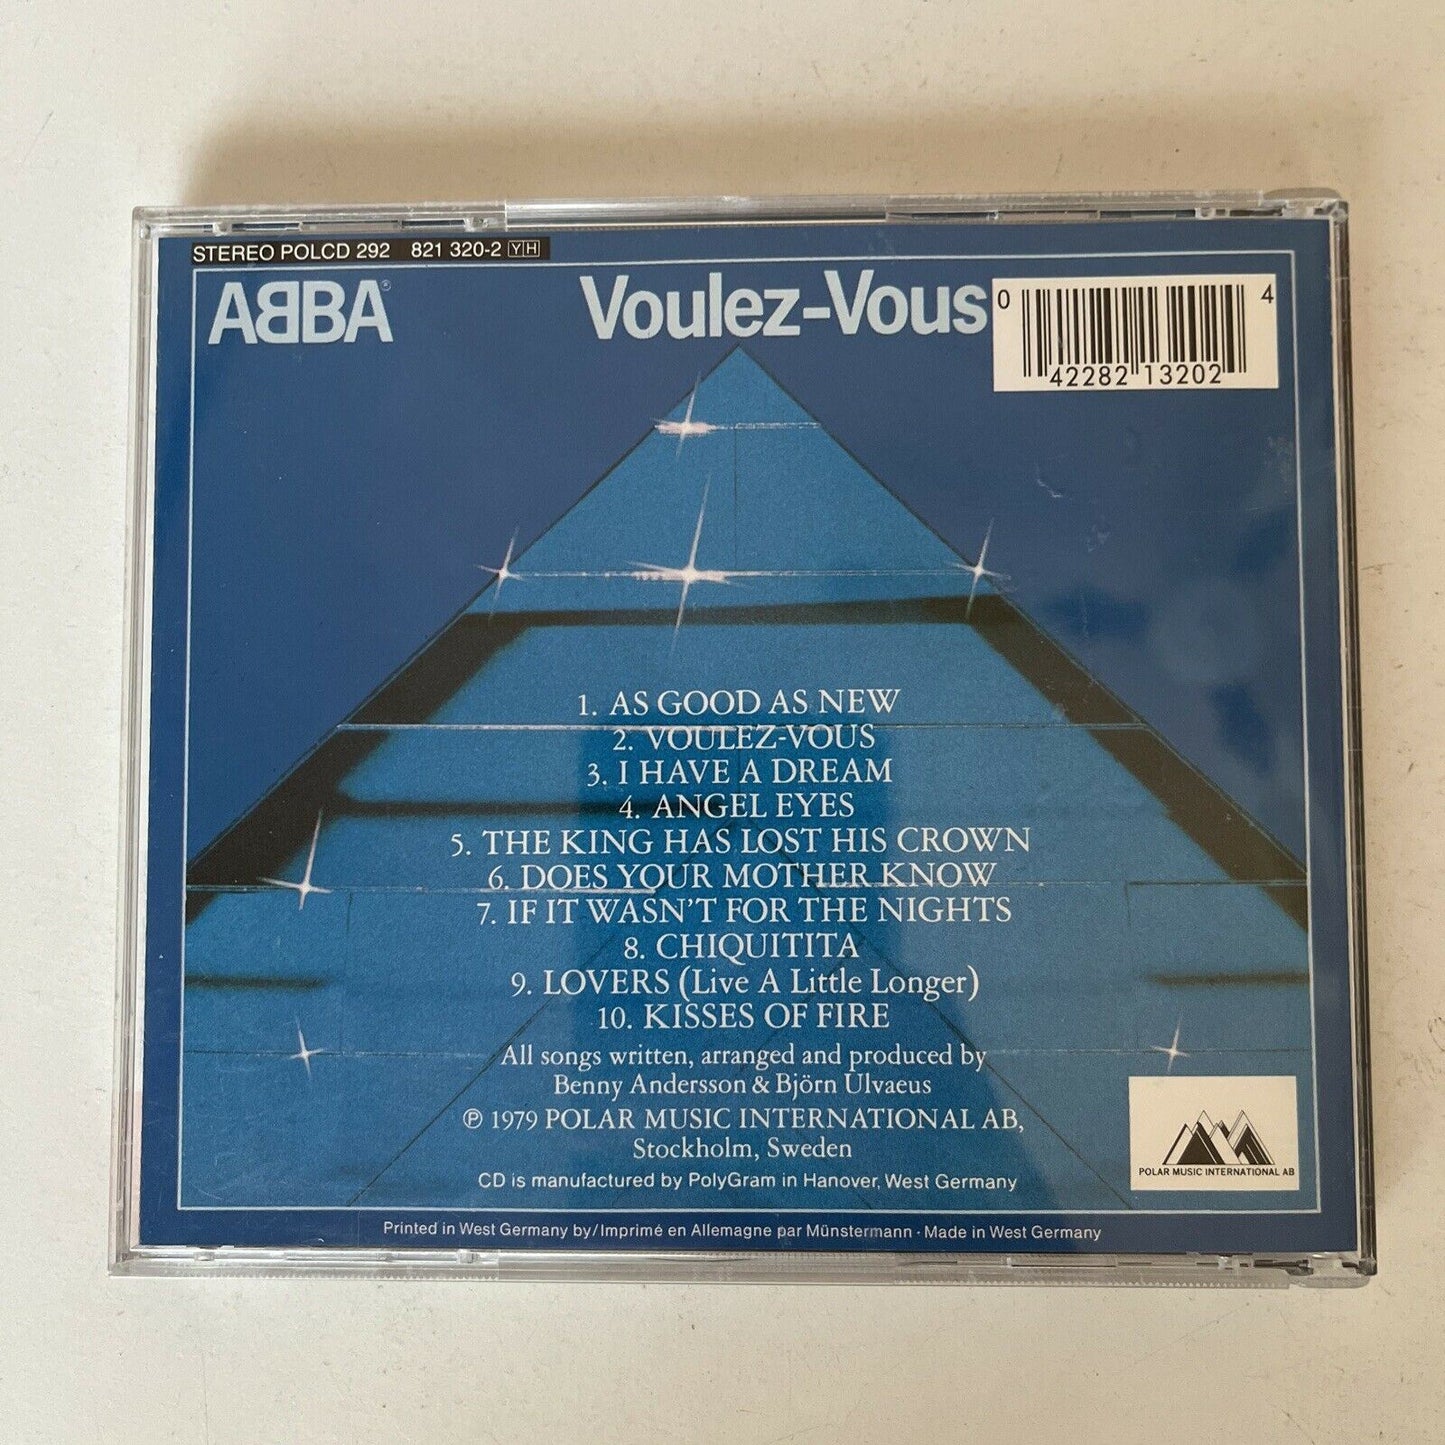 STEREO POLCD 292 821 320-2 YH
ABBA®
Voulez-Vous
0 42282 13202 4
1. AS GOOD AS NEW
2. VOULEZ-VOUS
3. I HAVE A DREAM
4. ANGEL EYES
5. THE KING HAS LOST HIS CROWN
6. DOES YOUR MOTHER KNOW
7. IF IT WASN'T FOR THE NIGHTS
8. CHIQUITITA
9. LOVERS (Live A Little Longer)
10. KISSES OF FIRE
All songs written, arranged and produced by
Benny Andersson & Björn Ulvaeus
℗ 1979 POLAR MUSIC INTERNATIONAL AB,
Stockholm, Sweden
CD is manufactured by PolyGram in Hanover, West Germany
POLAR MUSIC INTERNATIONAL AB
Printed in West Germany by/Imprimé en Allemagne par Münstermann · Made in West Germany